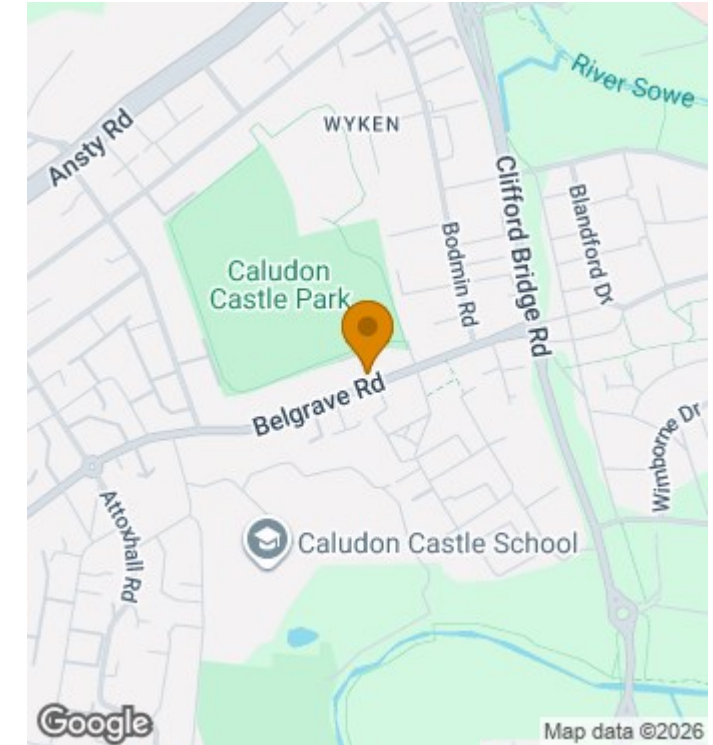 River Sowe
Ansty Rd
WYKEN
Clifford Bridge Rd
Blandford Dr
Bodmin Rd
Caludon
Castle Park
Belgrave Rd
Wimborne Dr
Attoxhall Rd
Caludon Castle School
Google
Map data ©2026